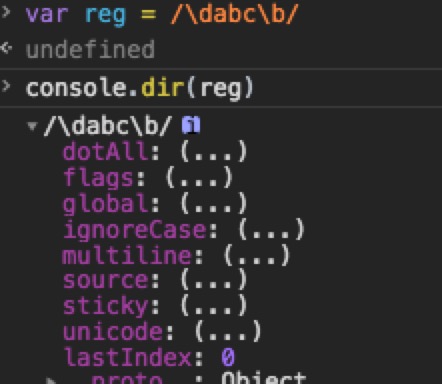 > var reg = /\dabc\b/
< undefined
> console.dir(reg)
▼/\dabc\b/ i
dotAll: (...)
flags: (...)
global: (...)
ignoreCase: (...)
multiline: (...)
source: (...)
sticky: (...)
unicode: (...)
lastIndex: 0
▶ __proto__: Object